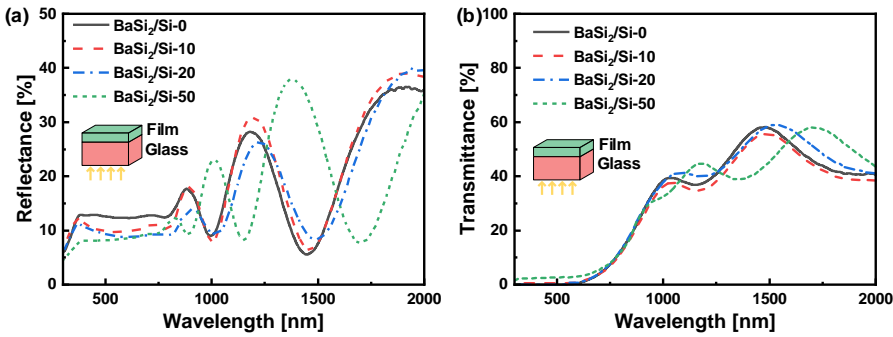 (a)
BaSi₂/Si-0
BaSi₂/Si-10
BaSi₂/Si-20
BaSi₂/Si-50
Film
Glass
Reflectance [%]
50
40
30
20
10
0
500
1000
1500
2000
Wavelength [nm]
(b)
BaSi₂/Si-0
BaSi₂/Si-10
BaSi₂/Si-20
BaSi₂/Si-50
Film
Glass
Transmittance [%]
100
80
60
40
20
0
500
1000
1500
2000
Wavelength [nm]